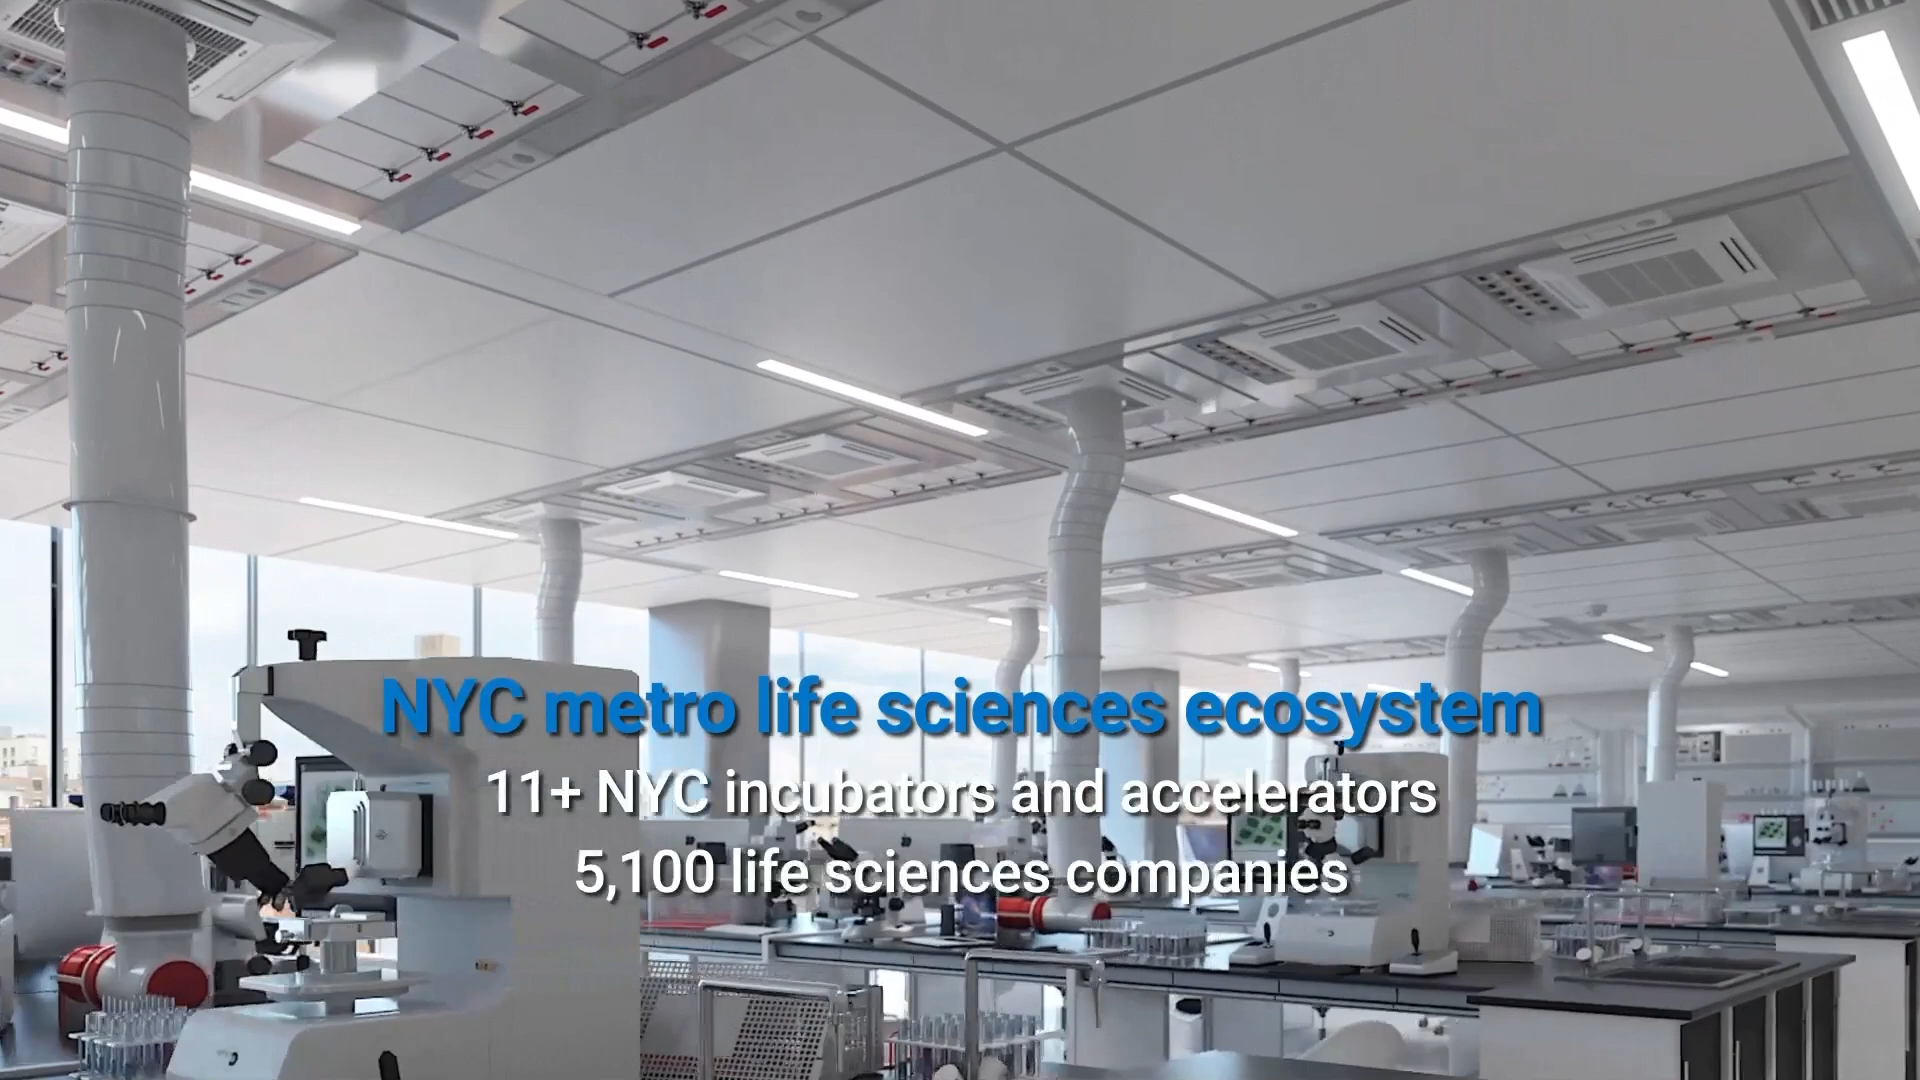 NYC metro life sciences ecosystem
11+ NYC incubators and accelerators
5,100 life sciences companies